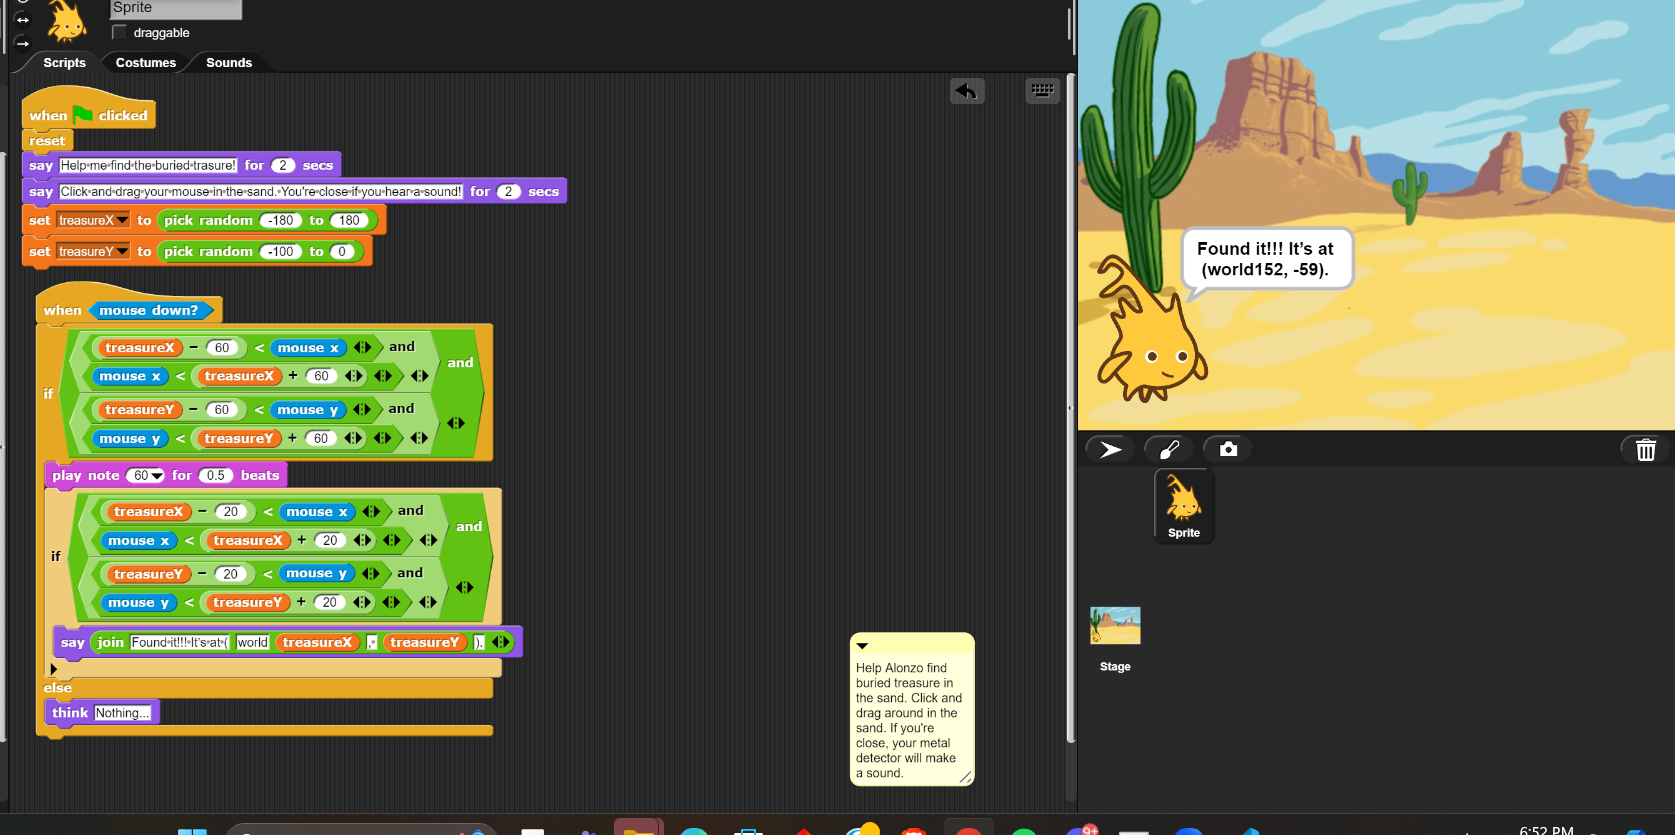 Sprite
draggable
Scripts Costumes Sounds
when clicked
reset
say Help me find the buried trasure! for 2 secs
say Click and drag your mouse in the sand. You're close if you hear a sound! for 2 secs
set treasureX to pick random -180 to 180
set treasureY to pick random -100 to 0
when mouse down?
if treasureX − 60 < mouse x and
mouse x < treasureX + 60
and
treasureY − 60 < mouse y and
mouse y < treasureY + 60
play note 60 for 0.5 beats
if treasureX − 20 < mouse x and
mouse x < treasureX + 20
and
treasureY − 20 < mouse y and
mouse y < treasureY + 20
say join Found it!!! It's at ( world treasureX , treasureY ).
else
think Nothing...
Help Alonzo find
buried treasure in
the sand. Click and
drag around in the
sand. If you're
close, your metal
detector will make
a sound.
Found it!!! It's at
(world152, -59).
Sprite
Stage
9+
6:52 PM